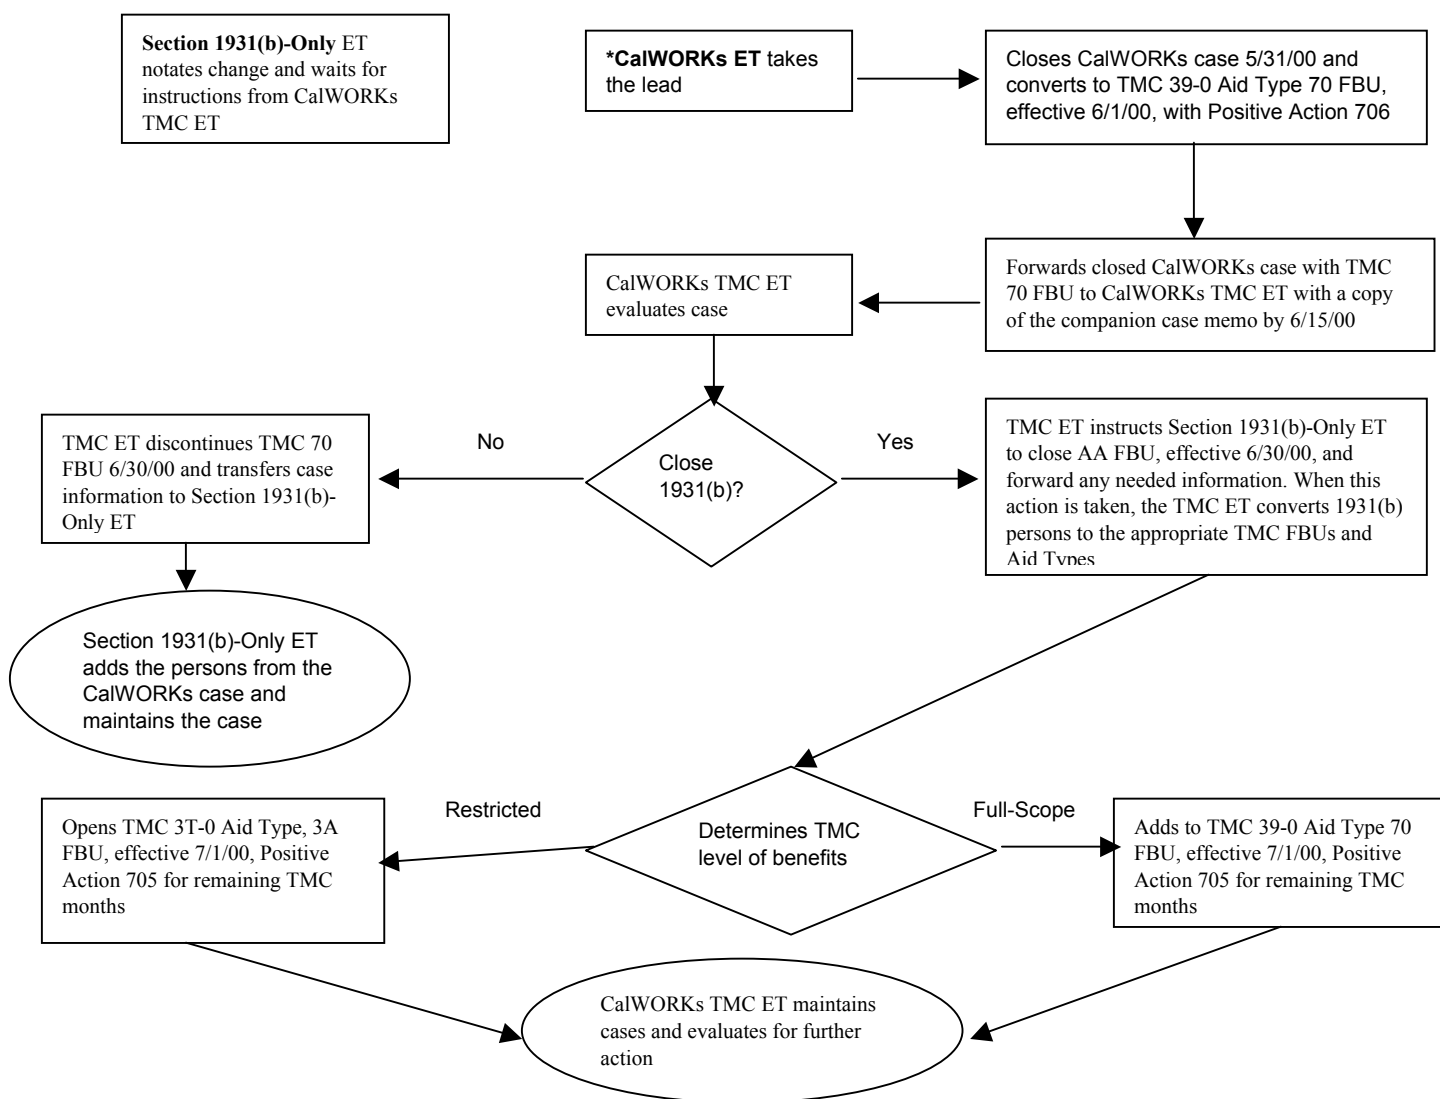 Section 1931(b)-Only ET
notates change and waits for
instructions from CalWORKs
TMC ET
*CalWORKs ET takes
the lead
Closes CalWORKs case 5/31/00 and
converts to TMC 39-0 Aid Type 70 FBU,
effective 6/1/00, with Positive Action 706
Forwards closed CalWORKs case with TMC
70 FBU to CalWORKs TMC ET with a copy
of the companion case memo by 6/15/00
CalWORKs TMC ET
evaluates case
Close
1931(b)?
No
Yes
TMC ET discontinues TMC 70
FBU 6/30/00 and transfers case
information to Section 1931(b)-
Only ET
TMC ET instructs Section 1931(b)-Only ET
to close AA FBU, effective 6/30/00, and
forward any needed information. When this
action is taken, the TMC ET converts 1931(b)
persons to the appropriate TMC FBUs and
Aid Types
Section 1931(b)-Only ET
adds the persons from the
CalWORKs case and
maintains the case
Determines TMC
level of benefits
Restricted
Full-Scope
Opens TMC 3T-0 Aid Type, 3A
FBU, effective 7/1/00, Positive
Action 705 for remaining TMC
months
Adds to TMC 39-0 Aid Type 70
FBU, effective 7/1/00, Positive
Action 705 for remaining TMC
months
CalWORKs TMC ET maintains
cases and evaluates for further
action